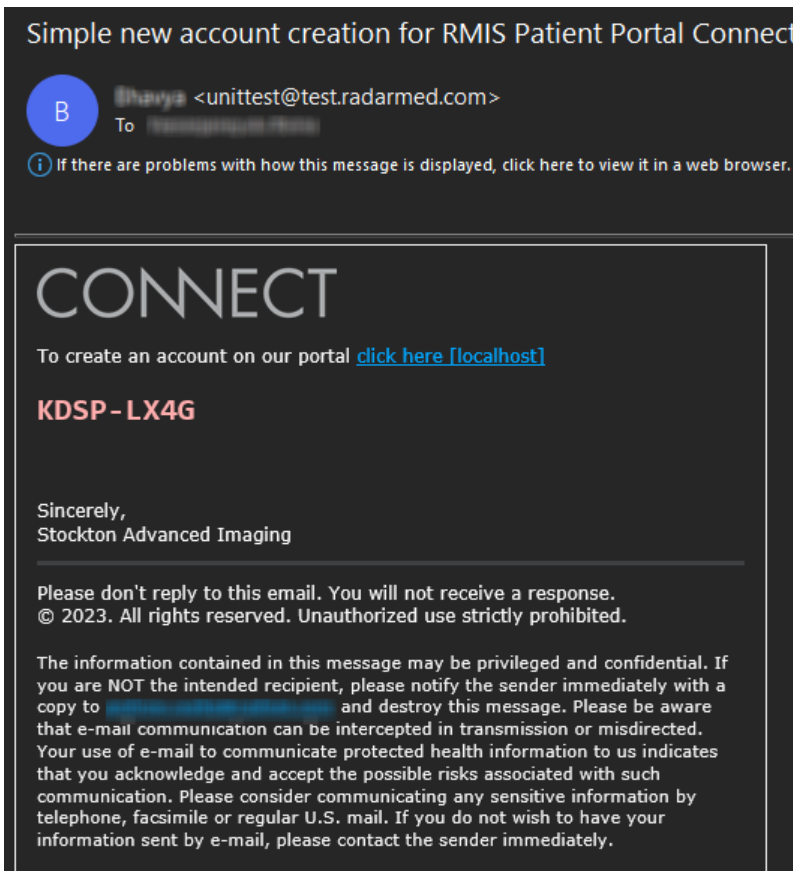 Simple new account creation for RMIS Patient Portal Connect
B
<unittest@test.radarmed.com>
To
If there are problems with how this message is displayed, click here to view it in a web browser.
CONNECT
To create an account on our portal click here [localhost]
KDSP-LX4G
Sincerely,
Stockton Advanced Imaging
Please don't reply to this email. You will not receive a response.
© 2023. All rights reserved. Unauthorized use strictly prohibited.
The information contained in this message may be privileged and confidential. If
you are NOT the intended recipient, please notify the sender immediately with a
copy to and destroy this message. Please be aware
that e-mail communication can be intercepted in transmission or misdirected.
Your use of e-mail to communicate protected health information to us indicates
that you acknowledge and accept the possible risks associated with such
communication. Please consider communicating any sensitive information by
telephone, facsimile or regular U.S. mail. If you do not wish to have your
information sent by e-mail, please contact the sender immediately.